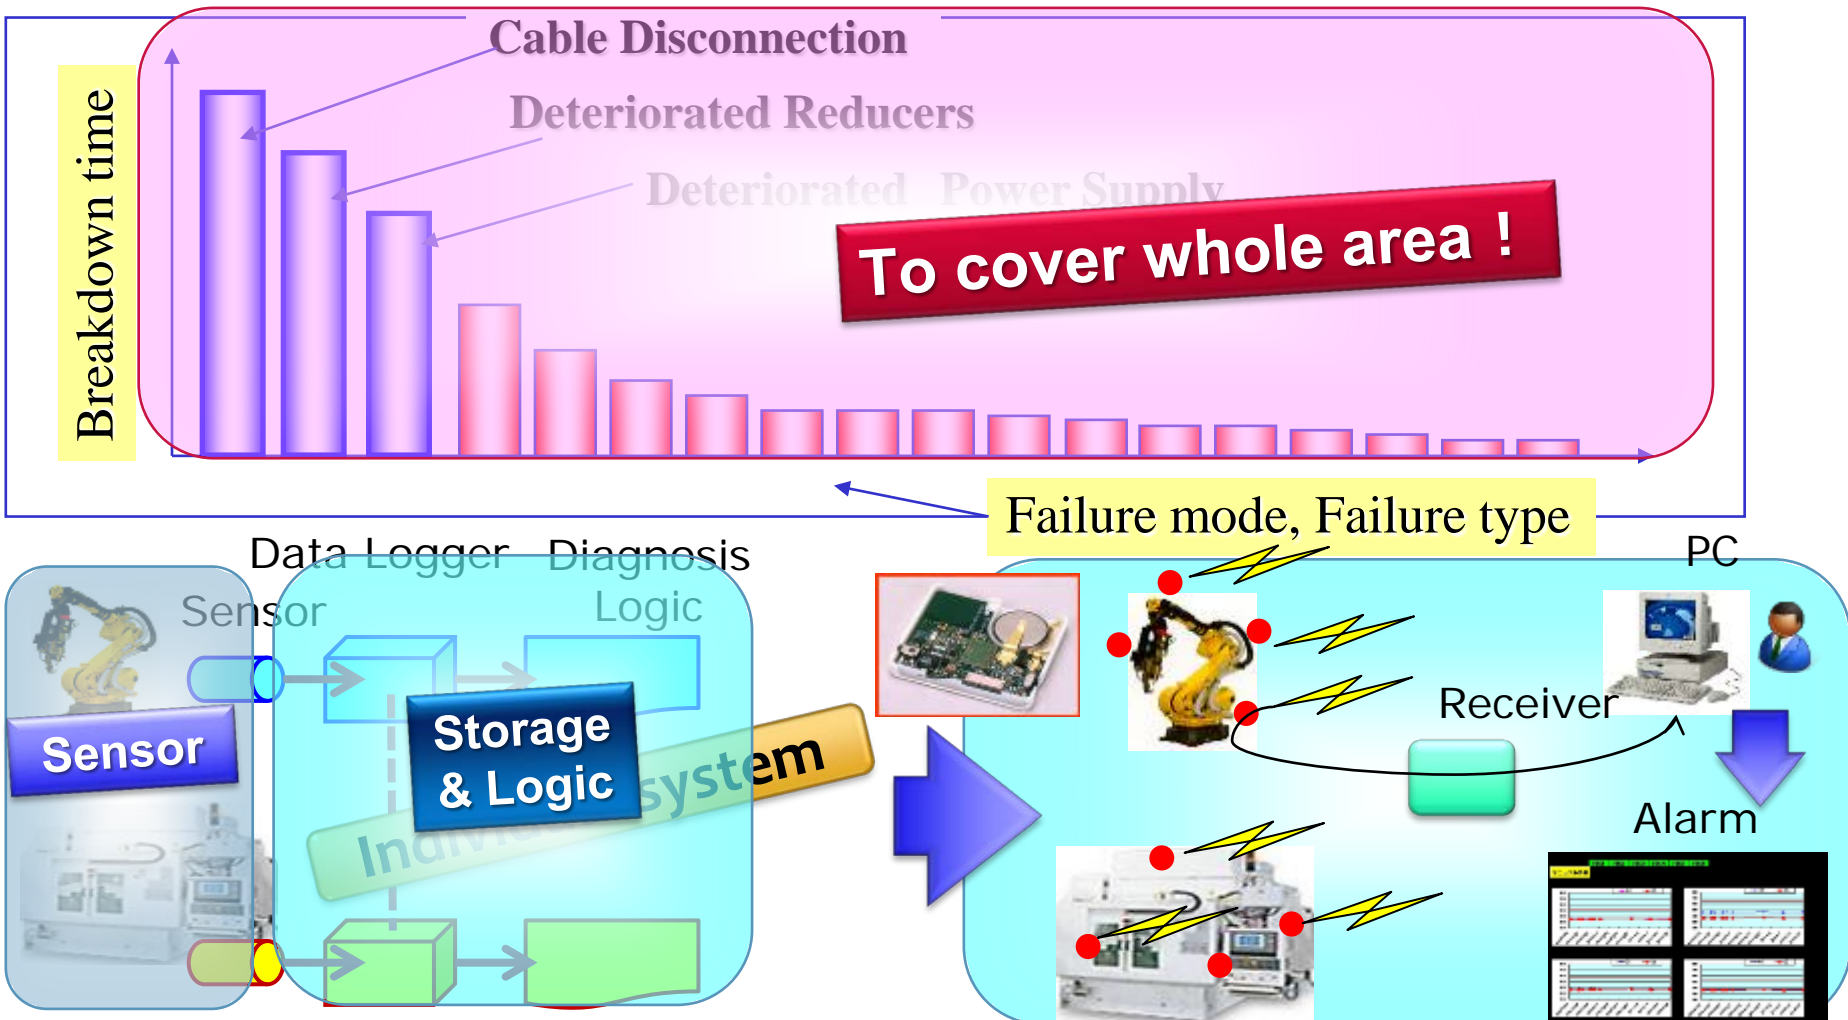 Cable Disconnection
Deteriorated Reducers
Deteriorated Power Supply
To cover whole area !
Breakdown time
Failure mode, Failure type
Data Logger
Diagnosis
Logic
Sensor
Sensor
Storage
& Logic
system
PC
Receiver
Alarm